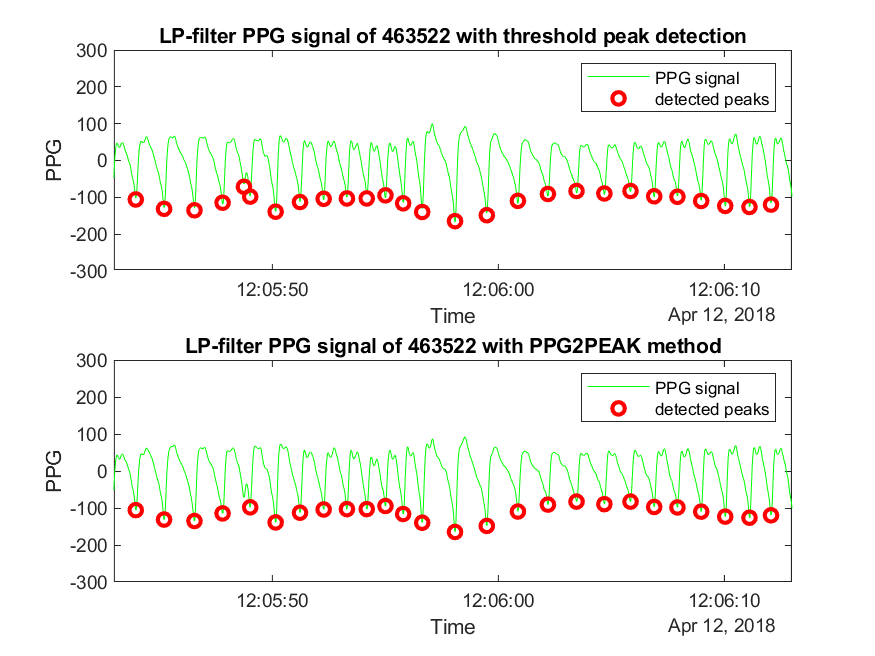 LP-filter PPG signal of 463522 with threshold peak detection
300
200
100
0
-100
-200
-300
PPG
PPG signal
detected peaks
12:05:50
12:06:00
12:06:10
Time
Apr 12, 2018
LP-filter PPG signal of 463522 with PPG2PEAK method
300
200
100
0
-100
-200
-300
PPG
PPG signal
detected peaks
12:05:50
12:06:00
12:06:10
Time
Apr 12, 2018